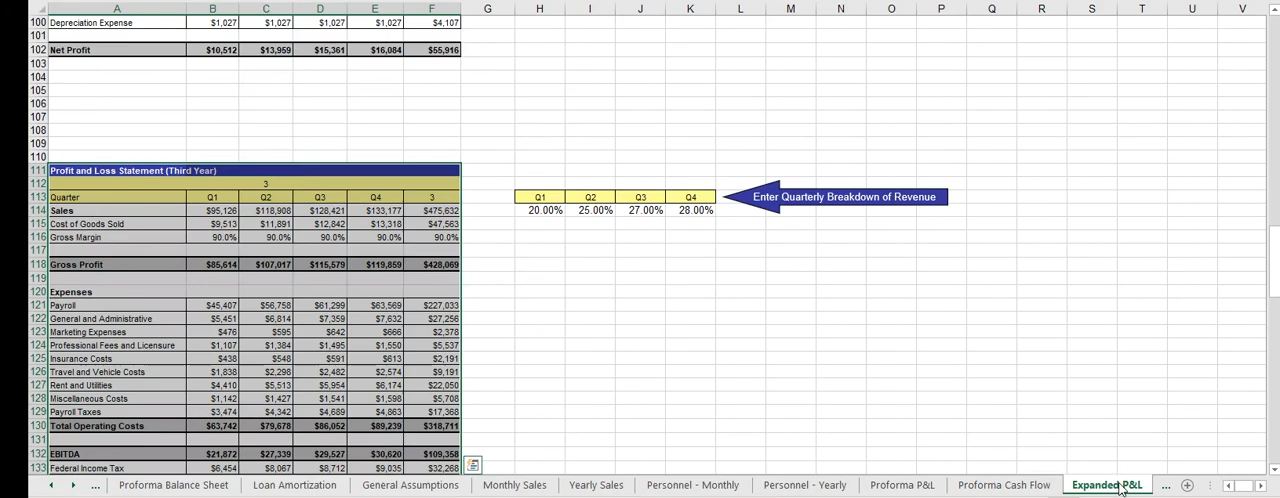 A B C D E F G H I J K L M N O P Q R S T U V
100 Depreciation Expense $1,027 $1,027 $1,027 $1,027 $4,107
101
102 Net Profit $10,512 $13,959 $15,361 $16,084 $55,916
103
104
105
106
107
108
109
110
111 Profit and Loss Statement (Third Year)
112 3
113 Quarter Q1 Q2 Q3 Q4 3 Q1 Q2 Q3 Q4 Enter Quarterly Breakdown of Revenue
114 Sales $95,126 $118,908 $128,421 $133,177 $475,632 20.00% 25.00% 27.00% 28.00%
115 Cost of Goods Sold $9,513 $11,891 $12,842 $13,318 $47,563
116 Gross Margin 90.0% 90.0% 90.0% 90.0% 90.0%
117
118 Gross Profit $85,614 $107,017 $115,579 $119,859 $428,069
119
120 Expenses
121 Payroll $45,407 $56,758 $61,299 $63,569 $227,033
122 General and Administrative $5,451 $6,814 $7,359 $7,632 $27,256
123 Marketing Expenses $476 $595 $642 $666 $2,378
124 Professional Fees and Licensure $1,107 $1,384 $1,495 $1,550 $5,537
125 Insurance Costs $438 $548 $591 $613 $2,191
126 Travel and Vehicle Costs $1,838 $2,298 $2,482 $2,574 $9,191
127 Rent and Utilities $4,410 $5,513 $5,954 $6,174 $22,050
128 Miscellaneous Costs $1,142 $1,427 $1,541 $1,598 $5,708
129 Payroll Taxes $3,474 $4,342 $4,689 $4,863 $17,368
130 Total Operating Costs $63,742 $79,678 $86,052 $89,239 $318,711
131
132 EBITDA $21,872 $27,339 $29,527 $30,620 $109,358
133 Federal Income Tax $6,454 $8,067 $8,712 $9,035 $32,268
... Proforma Balance Sheet Loan Amortization General Assumptions Monthly Sales Yearly Sales Personnel - Monthly Personnel - Yearly Proforma P&L Proforma Cash Flow Expanded P&L ...